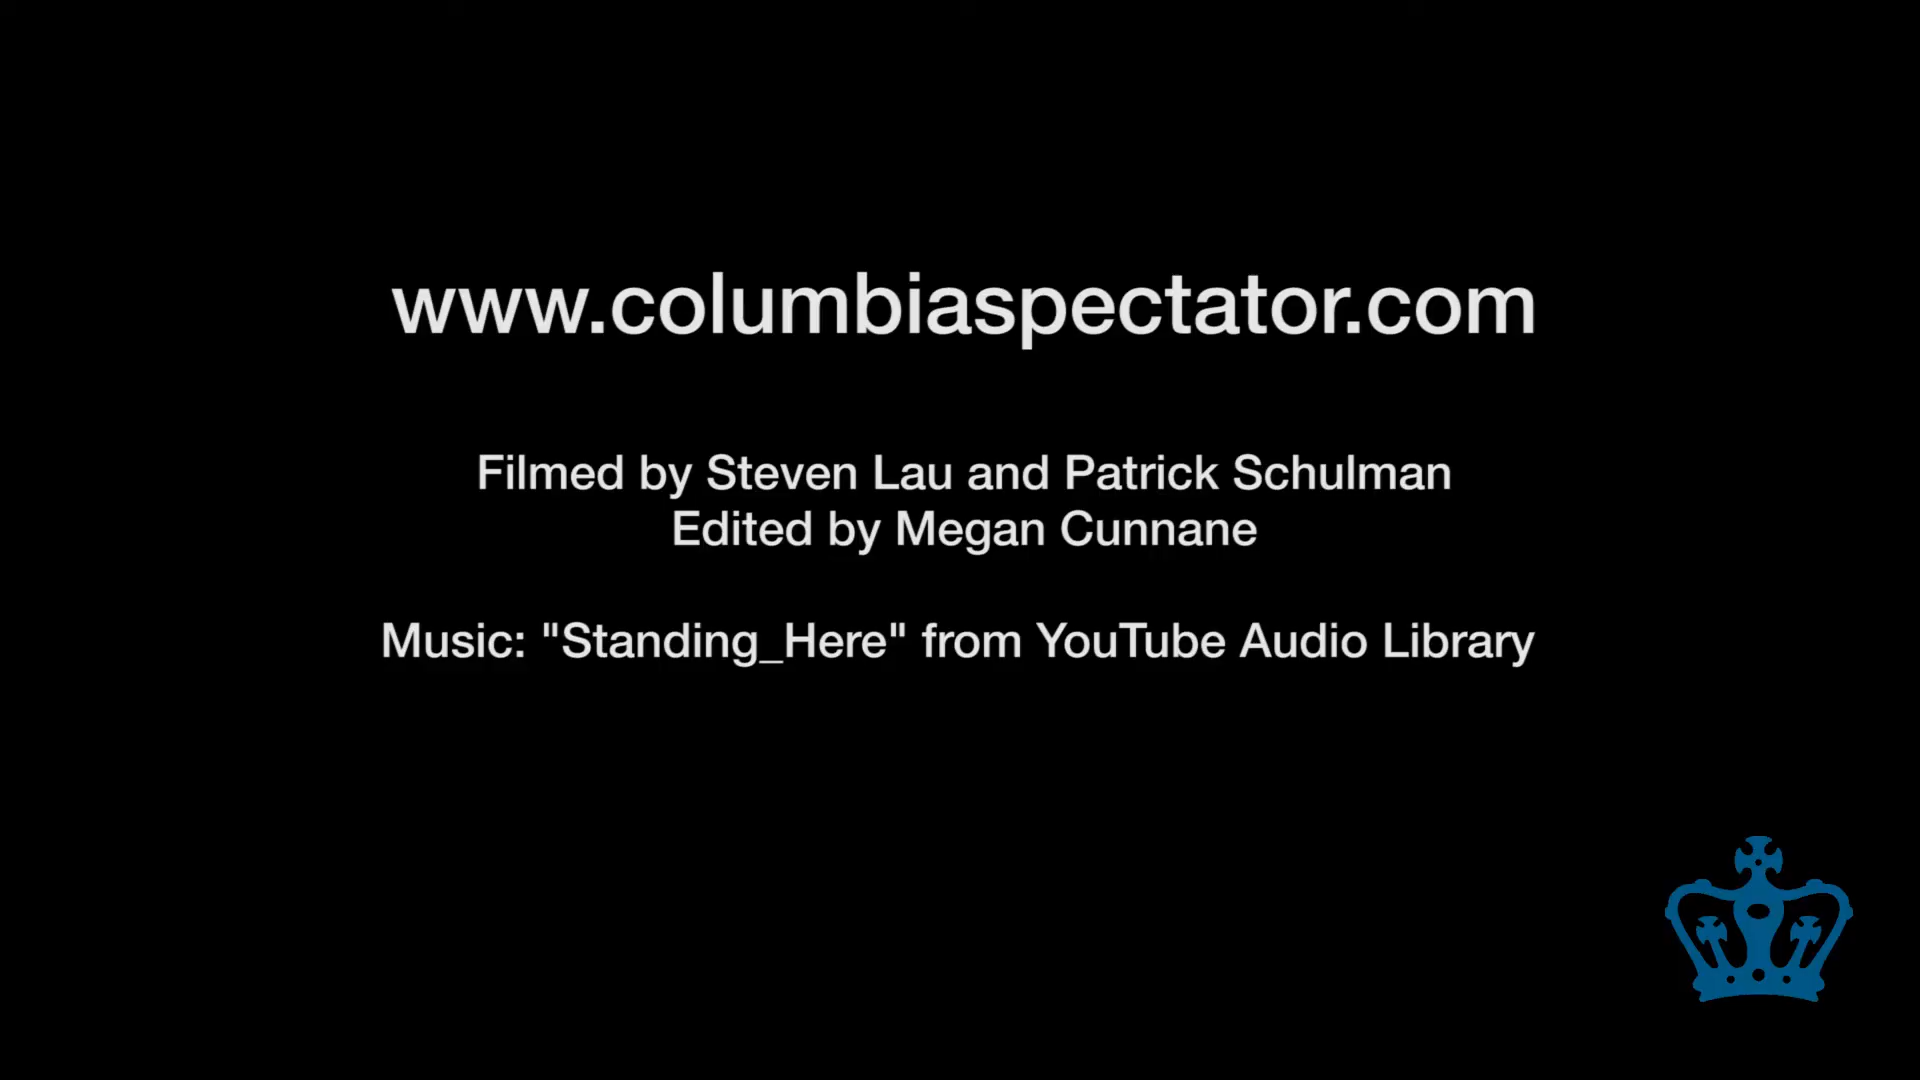 www.columbiaspectator.com
Filmed by Steven Lau and Patrick Schulman
Edited by Megan Cunnane
Music: "Standing_Here" from YouTube Audio Library